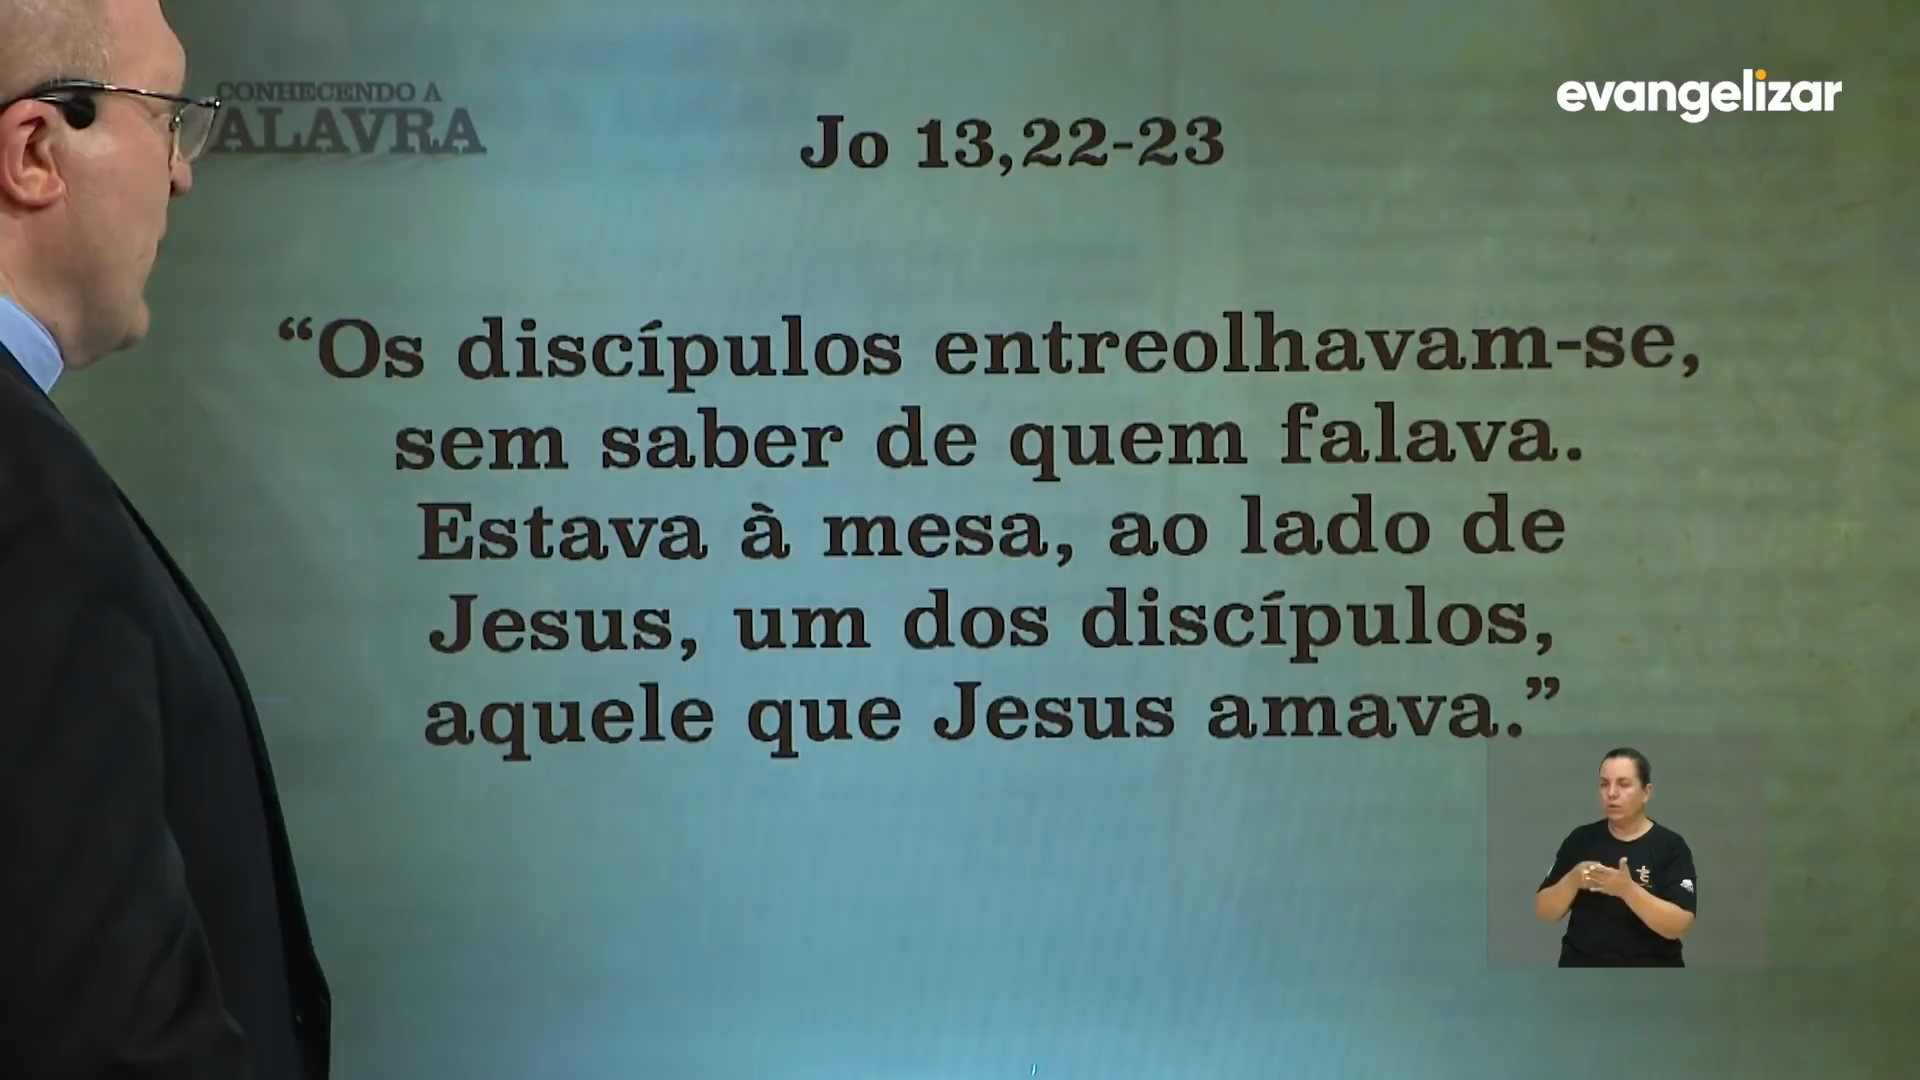 CONHECENDO A
ALAVRA
evangelizar
Jo 13,22-23
“Os discípulos entreolhavam-se,
sem saber de quem falava.
Estava à mesa, ao lado de
Jesus, um dos discípulos,
aquele que Jesus amava.”